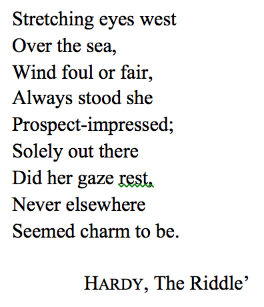 Stretching eyes west
Over the sea,
Wind foul or fair,
Always stood she
Prospect-impressed;
Solely out there
Did her gaze rest,
Never elsewhere
Seemed charm to be.
HARDY, The Riddle’